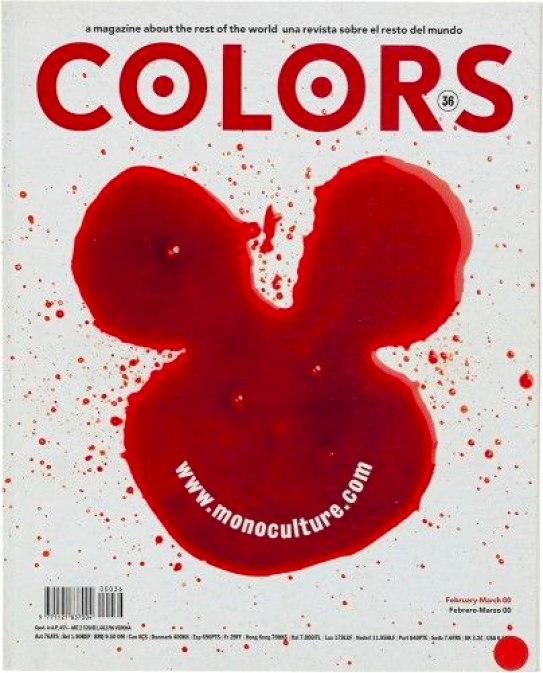 a magazine about the rest of the world una revista sobre el resto del mundo
COLORS
36
www.monoculture.com
00036
February-March 00
Febrero-Marzo 00